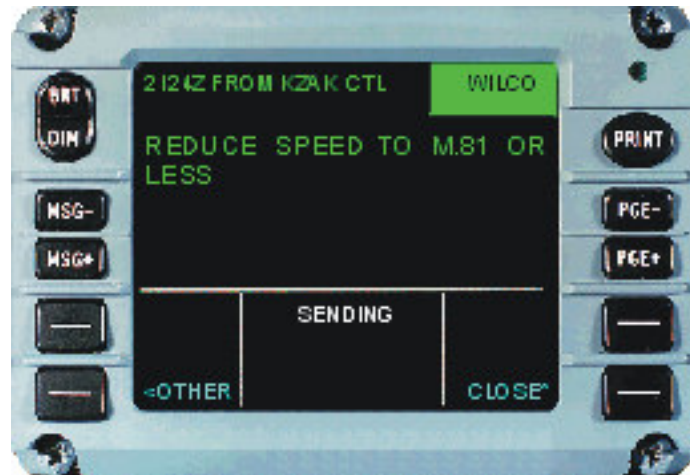 BRT
DIM
2124Z FROM KZAK CTL
WILCO
PRINT
REDUCE SPEED TO M.81 OR
LESS
MSG-
PGE-
MSG+
PGE+
SENDING
<OTHER
CLOSE*